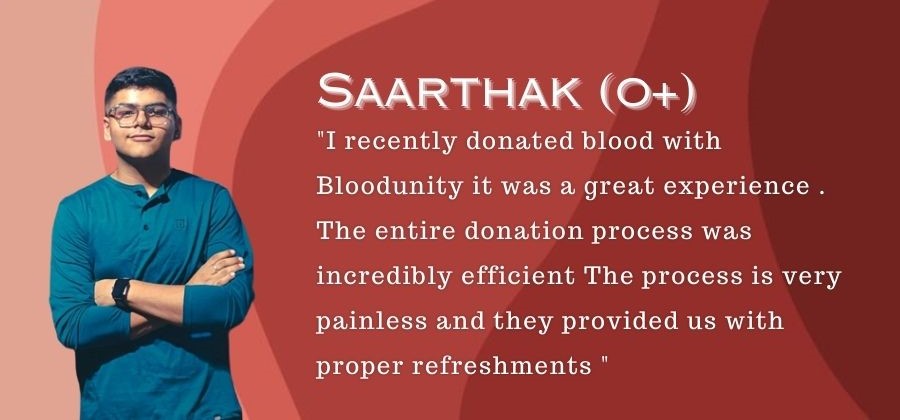 Saarthak (O+)
"I recently donated blood with
Bloodunity it was a great experience .
The entire donation process was
incredibly efficient The process is very
painless and they provided us with
proper refreshments "